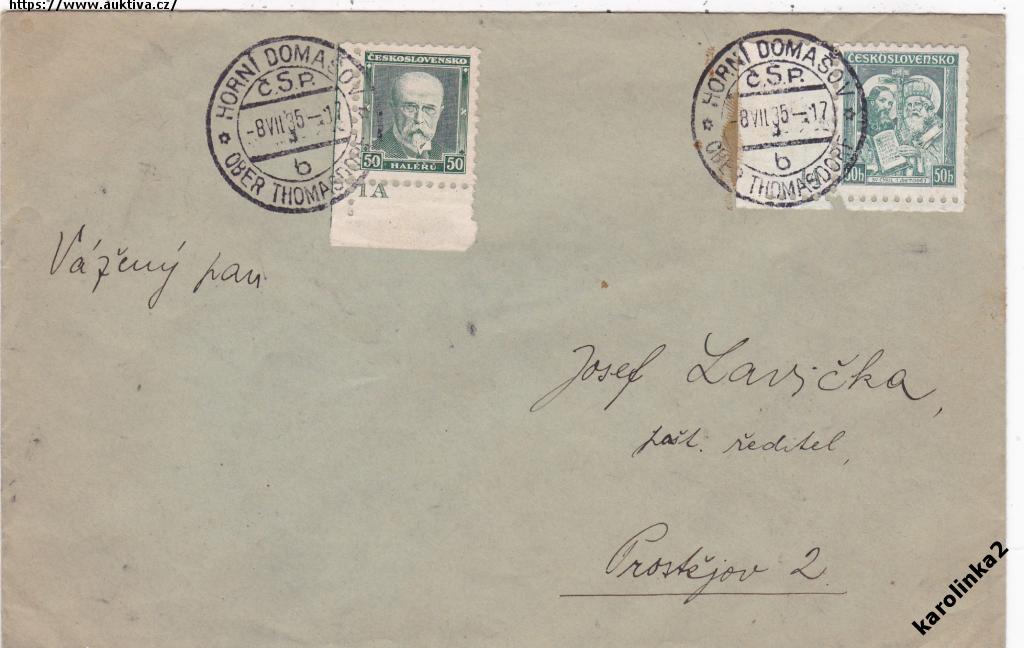 https://www.auktiva.cz/
HORNÍ DOMAŠOV
Č.S.P.
-8.VII.35-17
b
OBER THOMASDORF
ČESKOSLOVENSKO
50 HALÉŘŮ 50
1A
HORNÍ DOMAŠOV
Č.S.P.
-8.VII.35-17
b
OBER THOMASDORF
ČESKOSLOVENSKO
50h 50h
Vážený pan
Josef Lavička,
pošt. ředitel,
Prostějov 2.
karolinka2